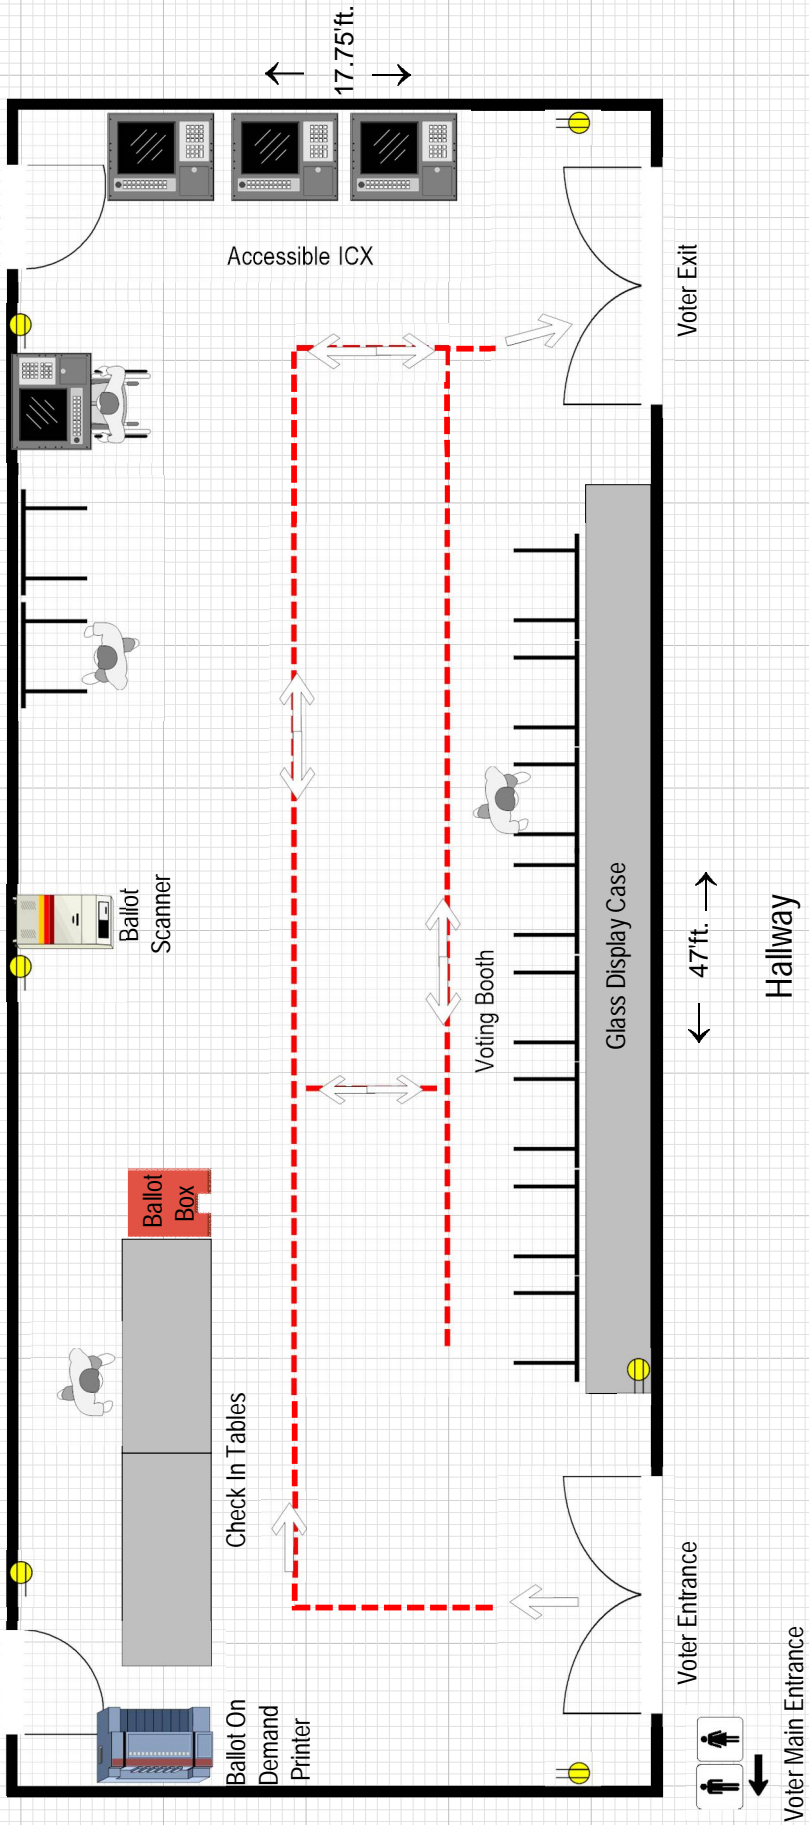 17.75'ft.
Accessible ICX
Voter Exit
Ballot
Scanner
Voting Booth
Glass Display Case
47'ft.
Hallway
Ballot
Box
Check In Tables
Ballot On
Demand
Printer
Voter Entrance
Voter Main Entrance